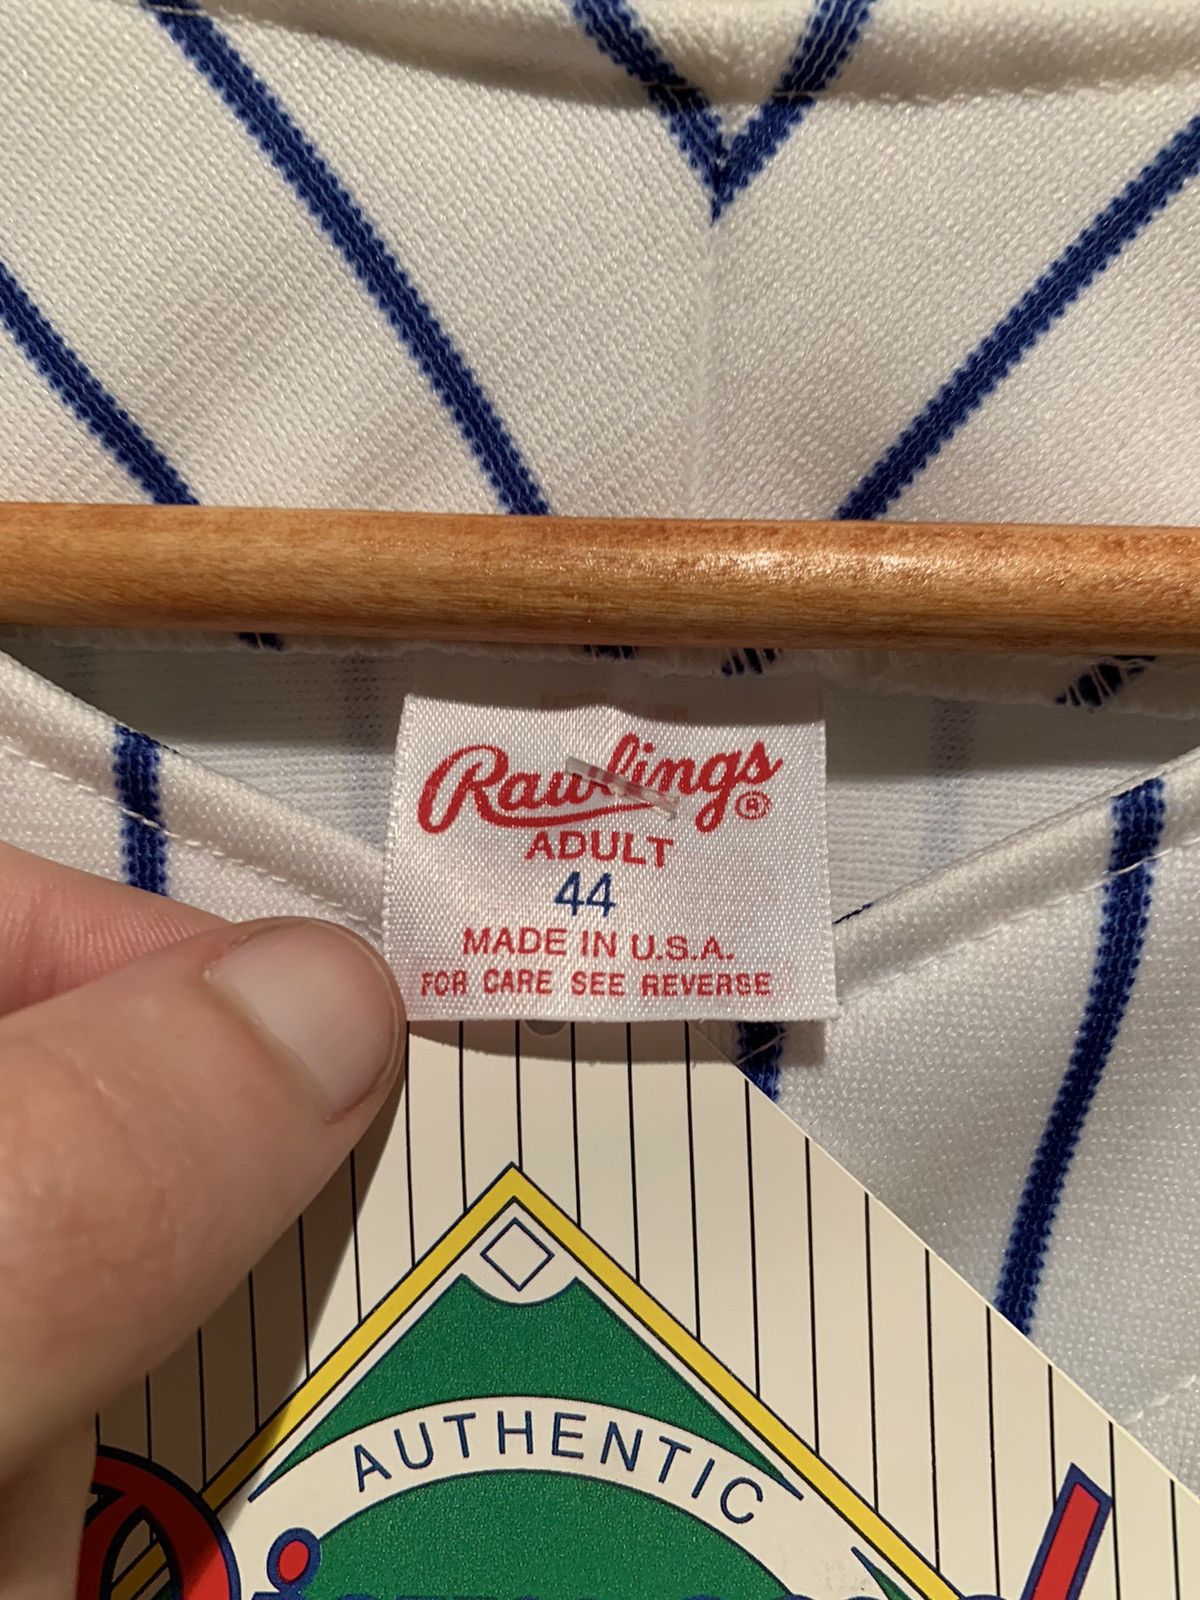 Rawlings ®
ADULT
44
MADE IN U.S.A.
FOR CARE SEE REVERSE
AUTHENTIC